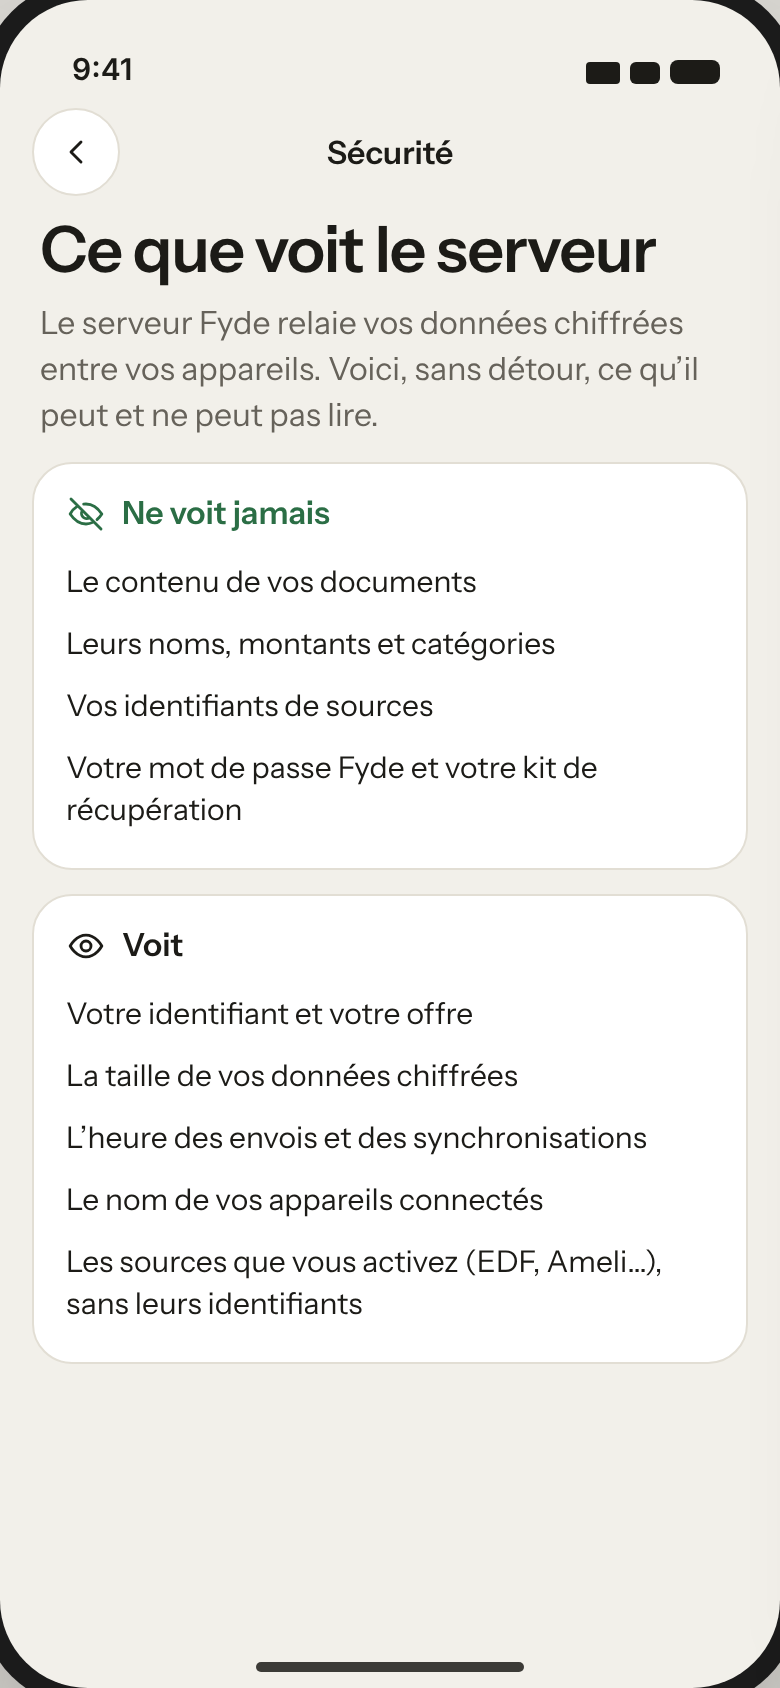 9:41
Sécurité
Ce que voit le serveur
Le serveur Fyde relaie vos données chiffrées
entre vos appareils. Voici, sans détour, ce qu’il
peut et ne peut pas lire.
Ne voit jamais
Le contenu de vos documents
Leurs noms, montants et catégories
Vos identifiants de sources
Votre mot de passe Fyde et votre kit de
récupération
Voit
Votre identifiant et votre offre
La taille de vos données chiffrées
L’heure des envois et des synchronisations
Le nom de vos appareils connectés
Les sources que vous activez (EDF, Ameli…),
sans leurs identifiants